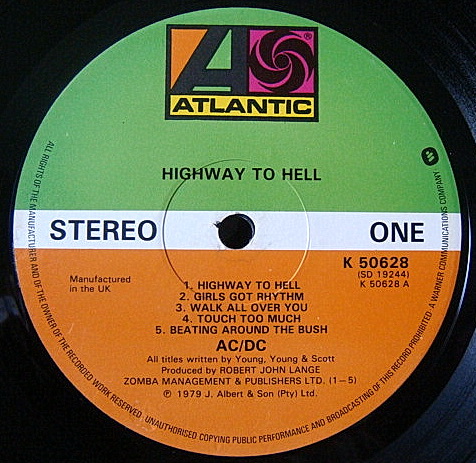 ATLANTIC
®
HIGHWAY TO HELL
STEREO
ONE
K 50628
(SD 19244)
K 50628 A
Manufactured
in the UK
1. HIGHWAY TO HELL
2. GIRLS GOT RHYTHM
3. WALK ALL OVER YOU
4. TOUCH TOO MUCH
5. BEATING AROUND THE BUSH
AC/DC
All titles written by Young, Young & Scott
Produced by ROBERT JOHN LANGE
ZOMBA MANAGEMENT & PUBLISHERS LTD. (1–5)
℗ 1979 J. Albert & Son (Pty) Ltd.
ALL RIGHTS OF THE MANUFACTURER AND OF THE OWNER OF THE RECORDED WORK RESERVED. UNAUTHORISED COPYING PUBLIC PERFORMANCE AND BROADCASTING OF THIS RECORD PROHIBITED. A WARNER COMMUNICATIONS COMPANY